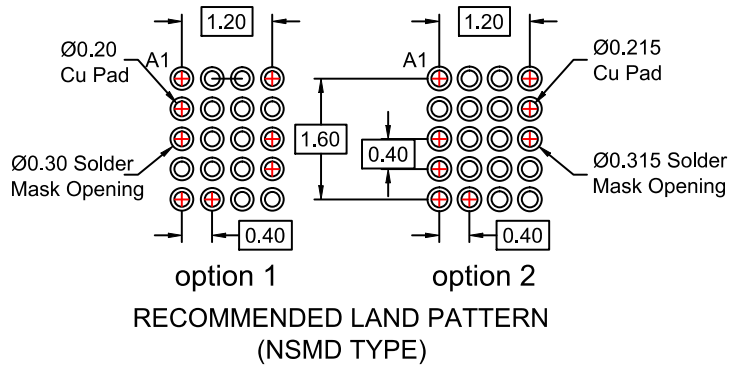 1.20
1.20
Ø0.20
Cu Pad
A1
A1
Ø0.215
Cu Pad
1.60
0.40
Ø0.30 Solder
Mask Opening
Ø0.315 Solder
Mask Opening
0.40
0.40
option 1
option 2
RECOMMENDED LAND PATTERN
(NSMD TYPE)